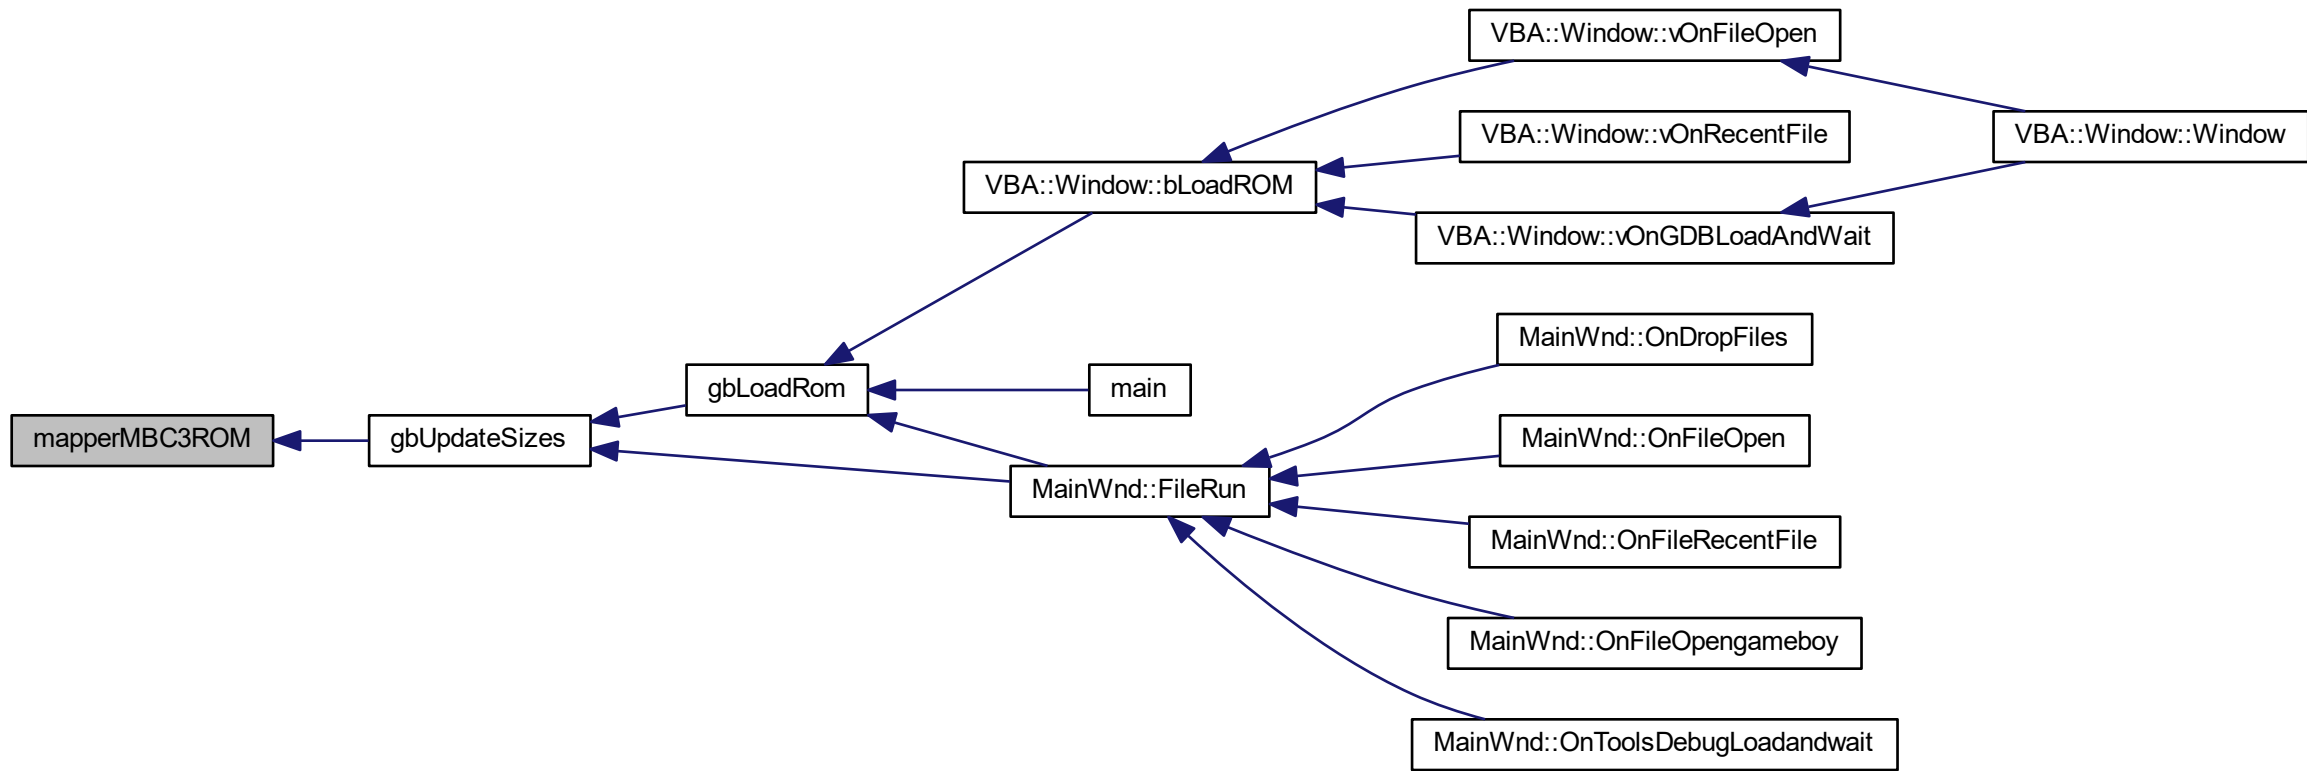 VBA::Window::vOnFileOpen
VBA::Window::vOnRecentFile
VBA::Window::Window
VBA::Window::bLoadROM
VBA::Window::vOnGDBLoadAndWait
MainWnd::OnDropFiles
gbLoadRom
main
mapperMBC3ROM
gbUpdateSizes
MainWnd::OnFileOpen
MainWnd::FileRun
MainWnd::OnFileRecentFile
MainWnd::OnFileOpengameboy
MainWnd::OnToolsDebugLoadandwait